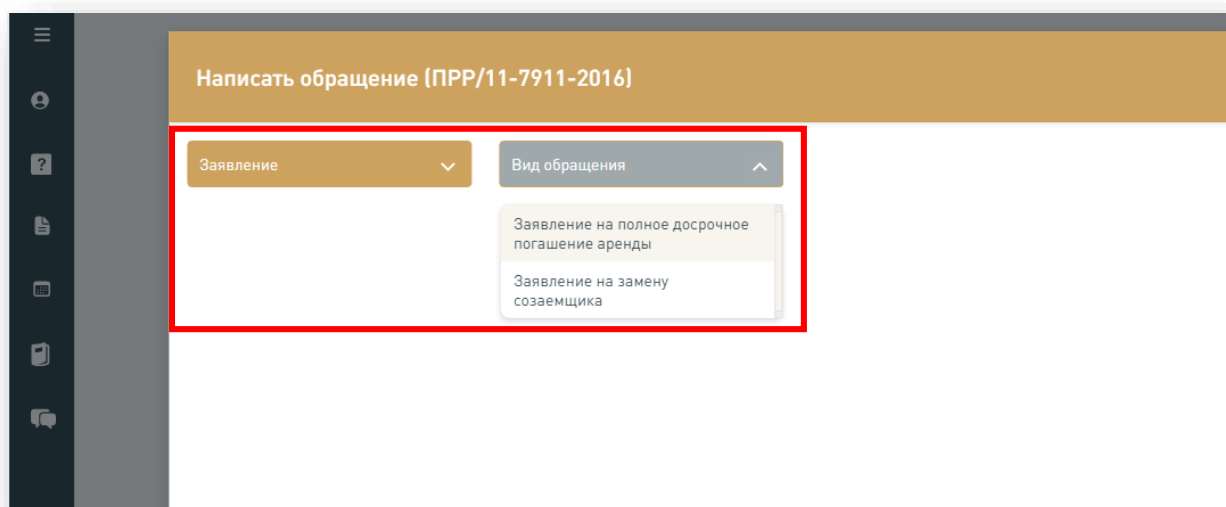 Написать обращение (ПРР/11-7911-2016)
Заявление
Вид обращения
Заявление на полное досрочное
погашение аренды
Заявление на замену
созаемщика